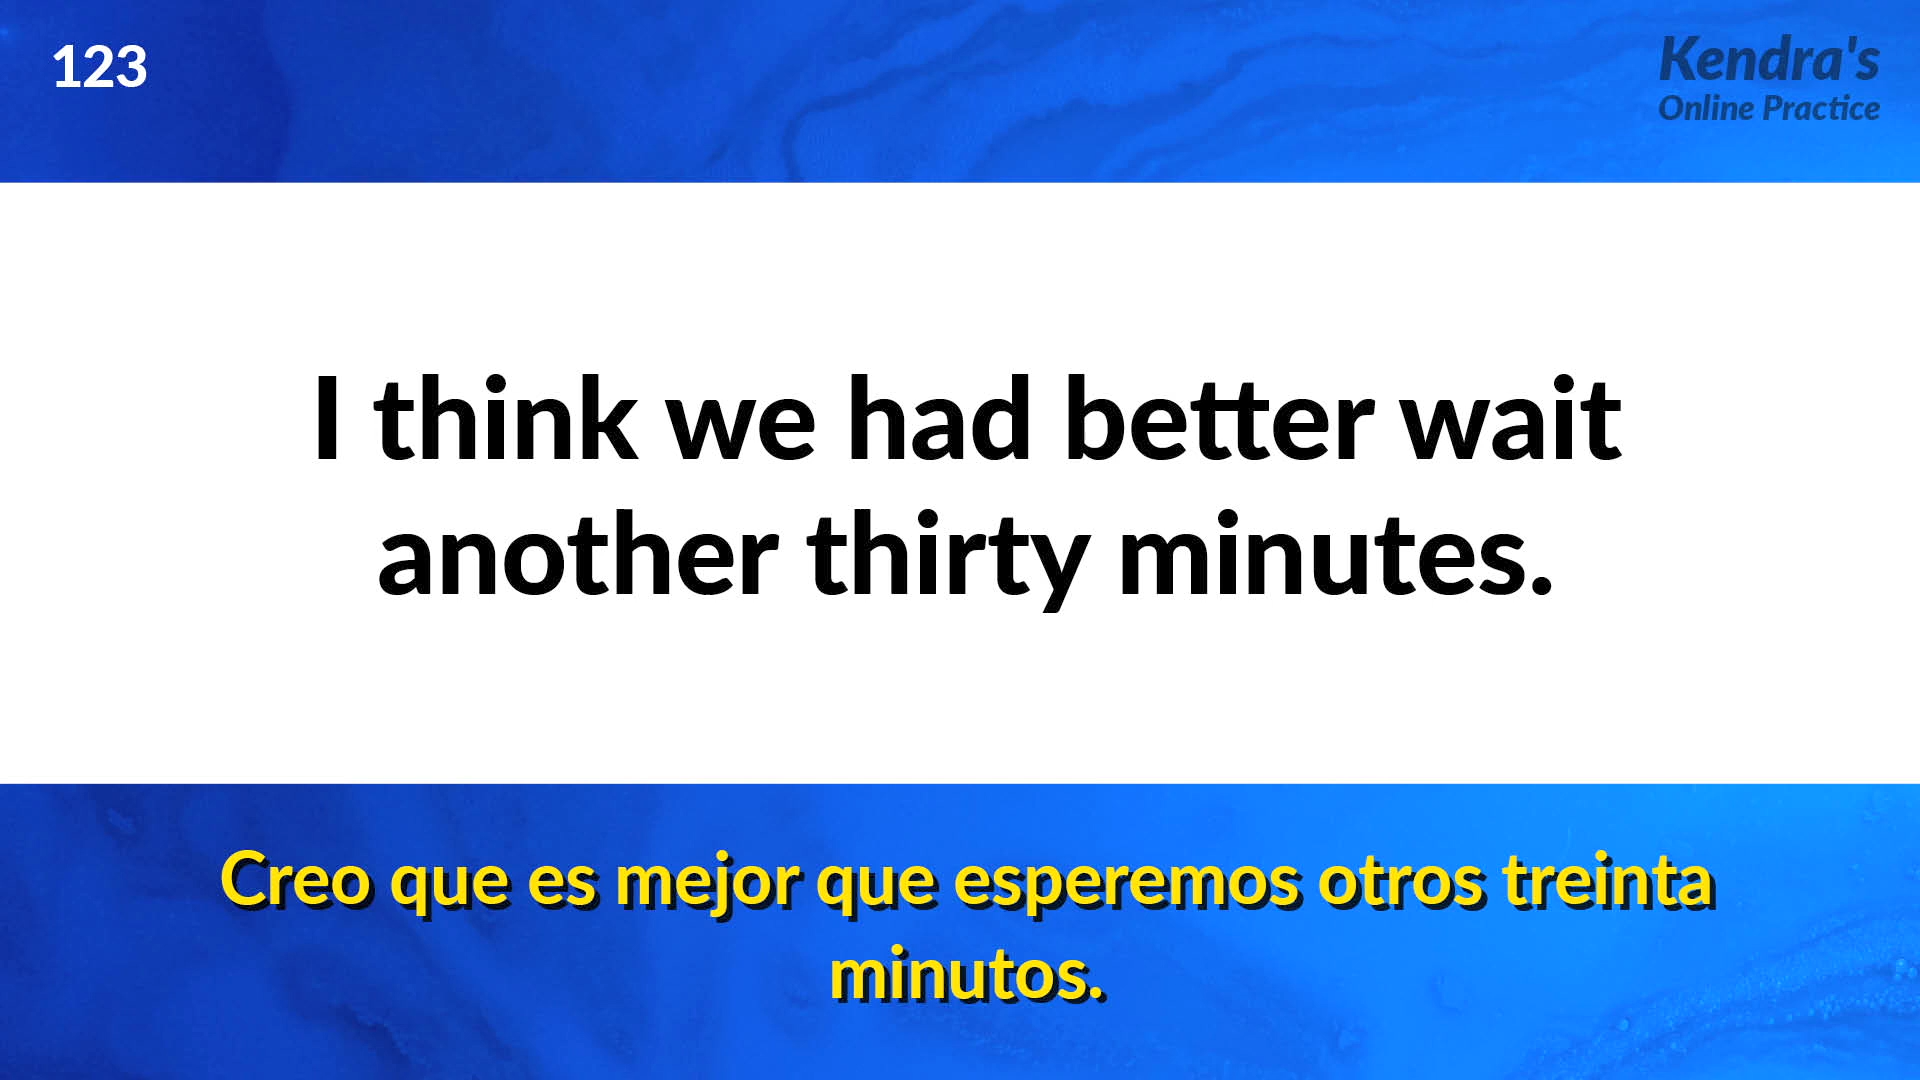 123
Kendra's
Online Practice
I think we had better wait
another thirty minutes.
Creo que es mejor que esperemos otros treinta
minutos.